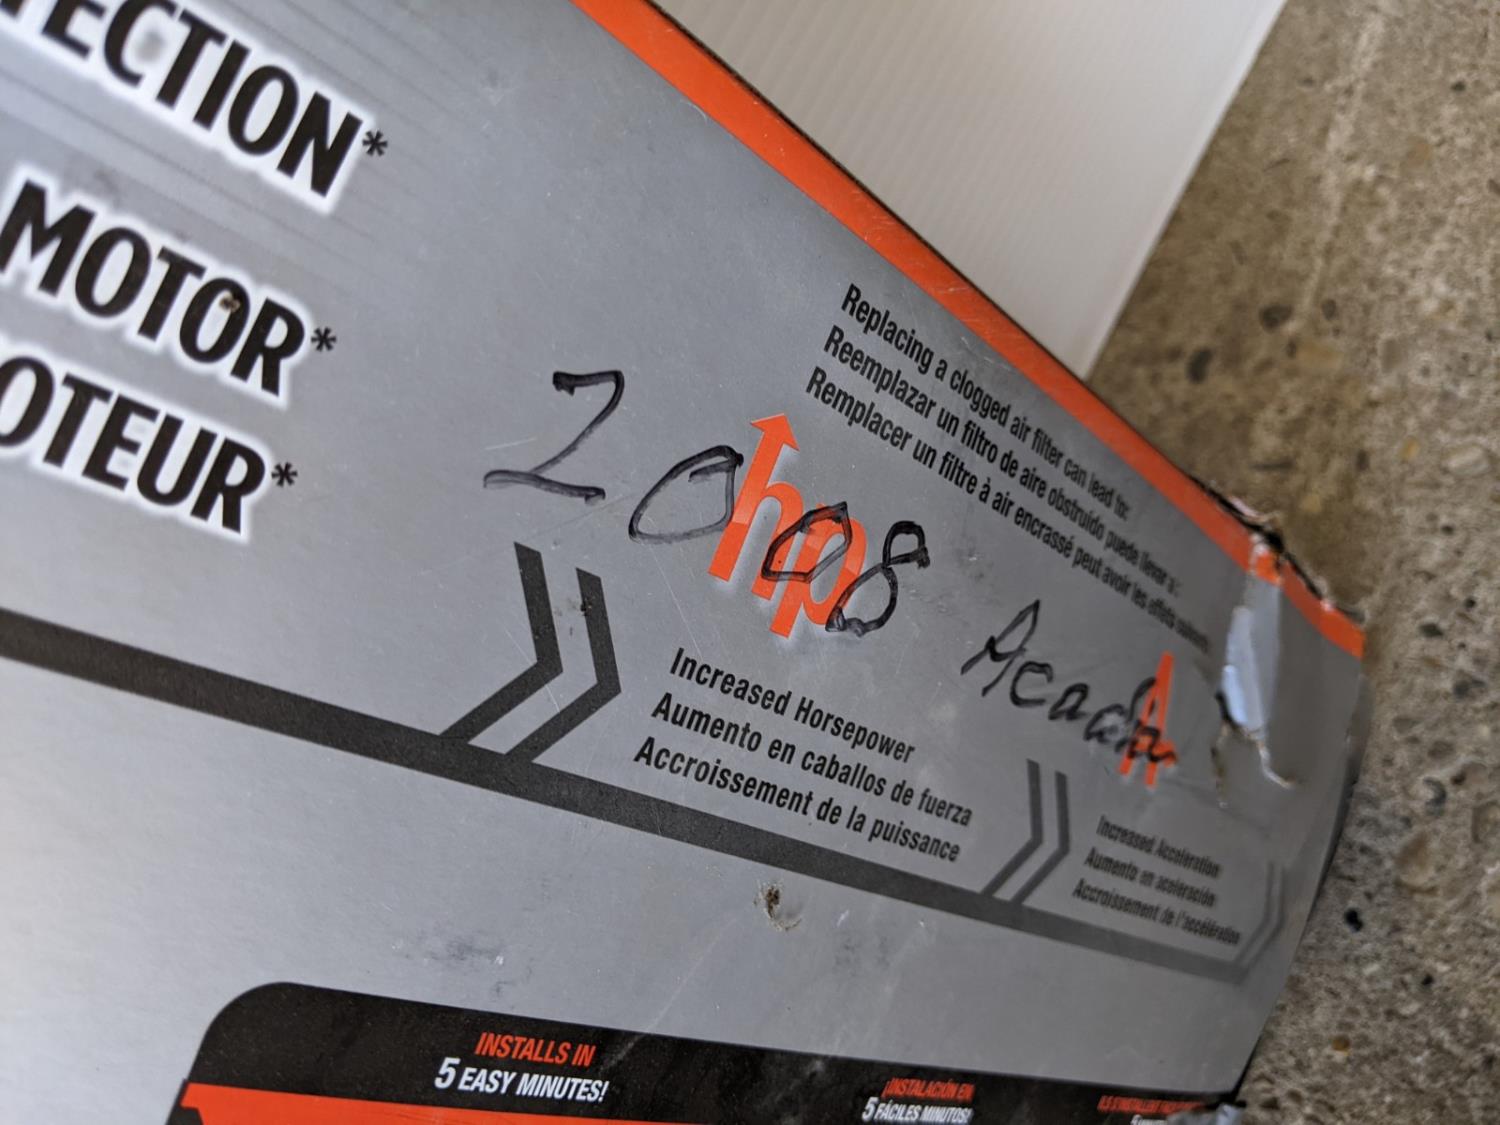 TECTION*
MOTOR*
OTEUR*
Replacing a clogged air filter can lead to:
Reemplazar un filtro de aire obstruido puede llevar a:
Remplacer un filtre à air encrassé peut avoir les effets
2008 Acadia
hp
Increased Horsepower
Aumento en caballos de fuerza
Accroissement de la puissance
Increased Acceleration
Aumento en aceleración
Accroissement de l'accélération
INSTALLS IN
5 EASY MINUTES!
¡INSTALACIÓN EN
5 FÁCILES MINUTOS!